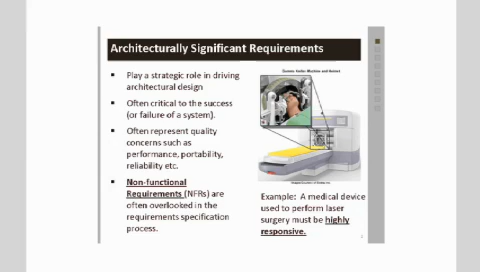 Architecturally Significant Requirements
Play a strategic role in driving
architectural design
Often critical to the success
(or failure of a system).
Often represent quality
concerns such as
performance, portability,
reliability etc.
Non-functional
Requirements (NFRs) are
often overlooked in the
requirements specification
process.
Example: A medical device
used to perform laser
surgery must be highly
responsive.